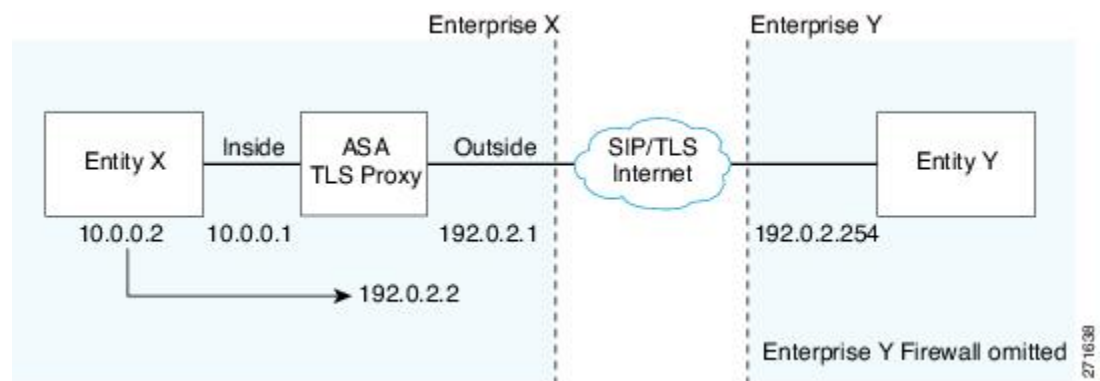 Enterprise X
Enterprise Y
Entity X
Inside
ASA
TLS Proxy
Outside
SIP/TLS
Internet
Entity Y
10.0.0.2
10.0.0.1
192.0.2.1
192.0.2.254
192.0.2.2
Enterprise Y Firewall omitted
271638